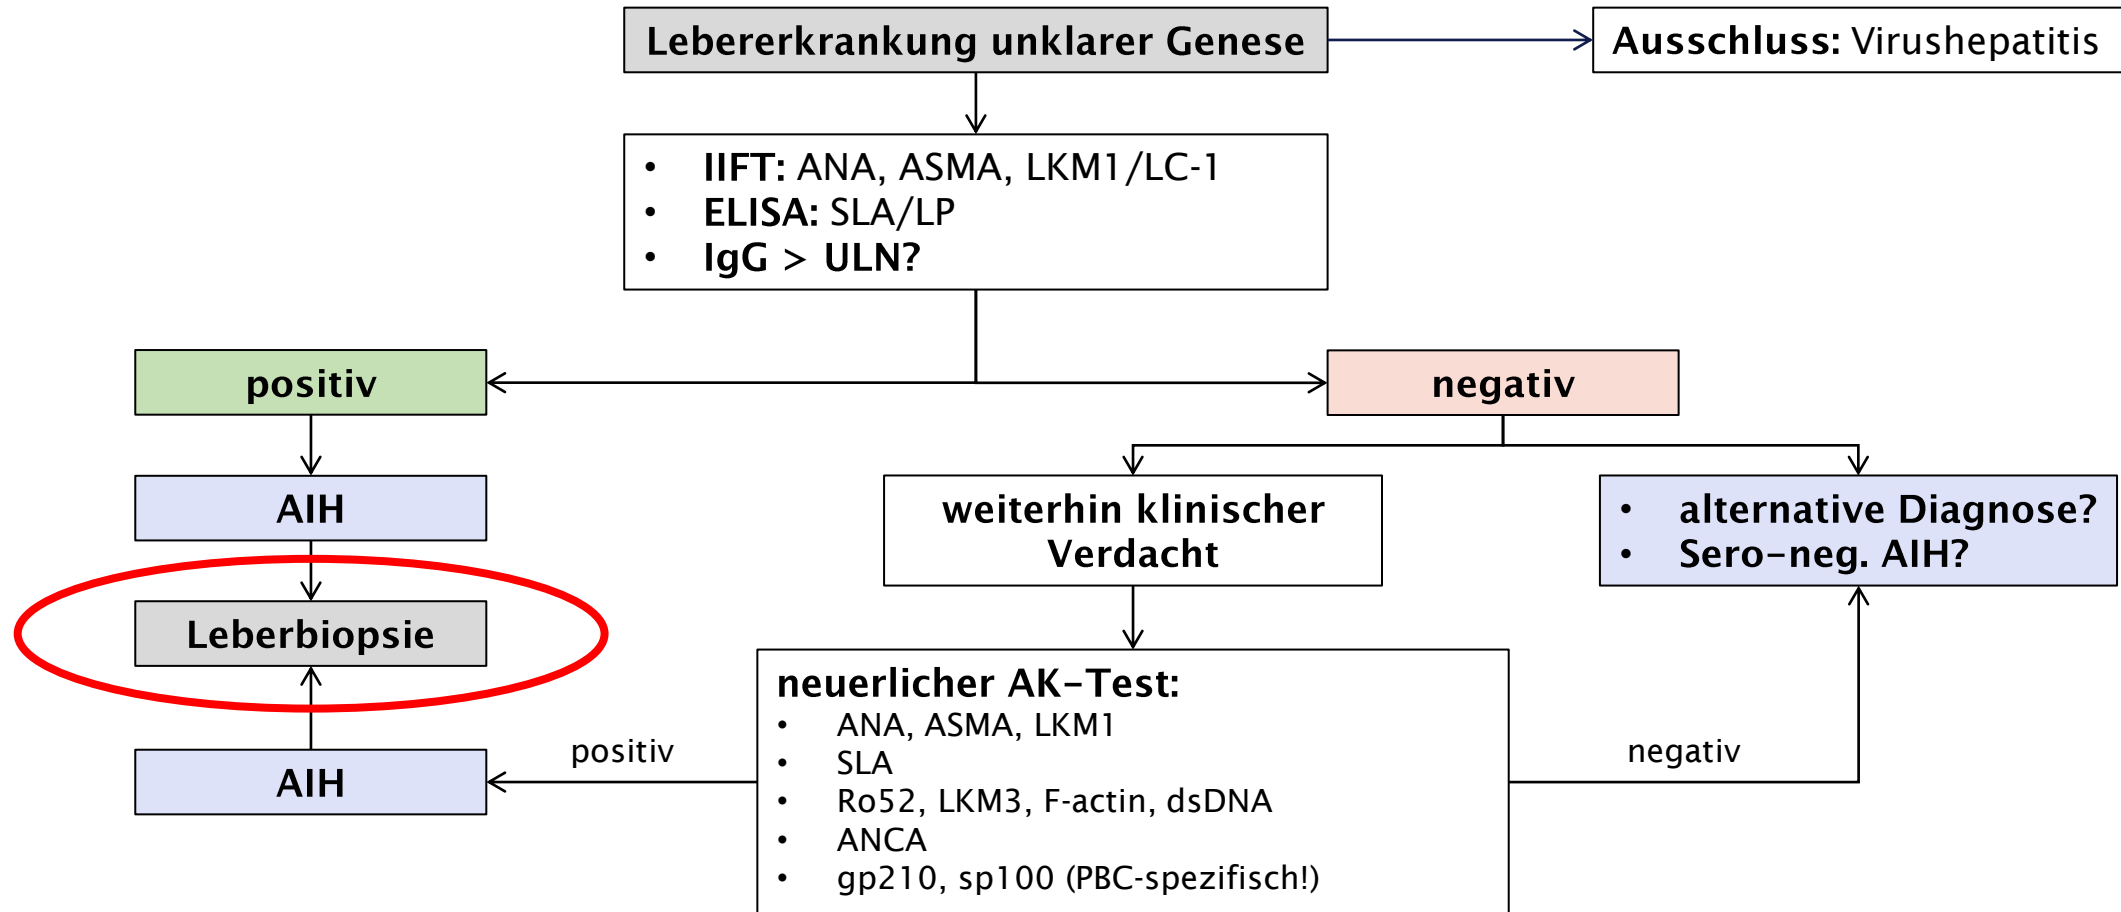 Lebererkrankung unklarer Genese
Ausschluss: Virushepatitis
• IIFT: ANA, ASMA, LKM1/LC-1
• ELISA: SLA/LP
• IgG > ULN?
positiv
negativ
AIH
weiterhin klinischer
Verdacht
• alternative Diagnose?
• Sero-neg. AIH?
Leberbiopsie
neuerlicher AK-Test:
• ANA, ASMA, LKM1
• SLA
• Ro52, LKM3, F-actin, dsDNA
• ANCA
• gp210, sp100 (PBC-spezifisch!)
positiv
negativ
AIH